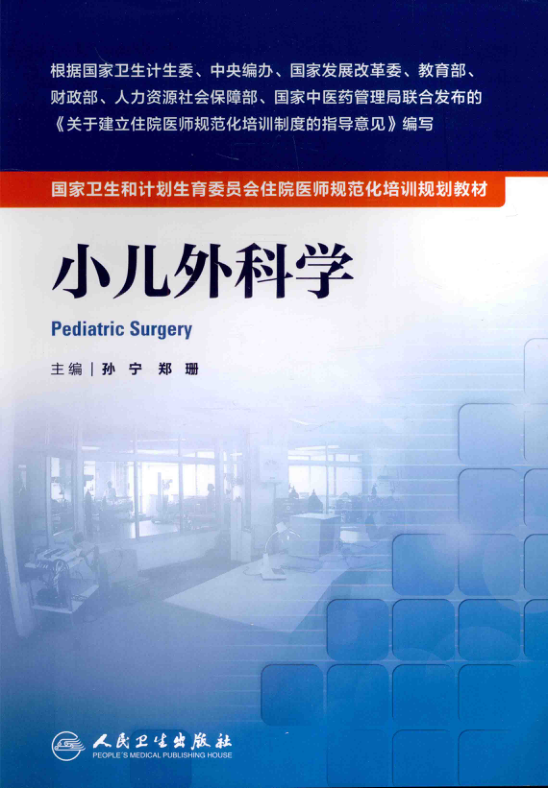 根据国家卫生计生委、中央编办、国家发展改革委、教育部、
财政部、人力资源社会保障部、国家中医药管理局联合发布的
《关于建立住院医师规范化培训制度的指导意见》编写
国家卫生和计划生育委员会住院医师规范化培训规划教材
小儿外科学
Pediatric Surgery
主编 | 孙 宁 郑 珊
人民卫生出版社
PEOPLE'S MEDICAL PUBLISHING HOUSE